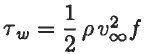 τ_w = \frac{1}{2} ρ v_∞^2 f